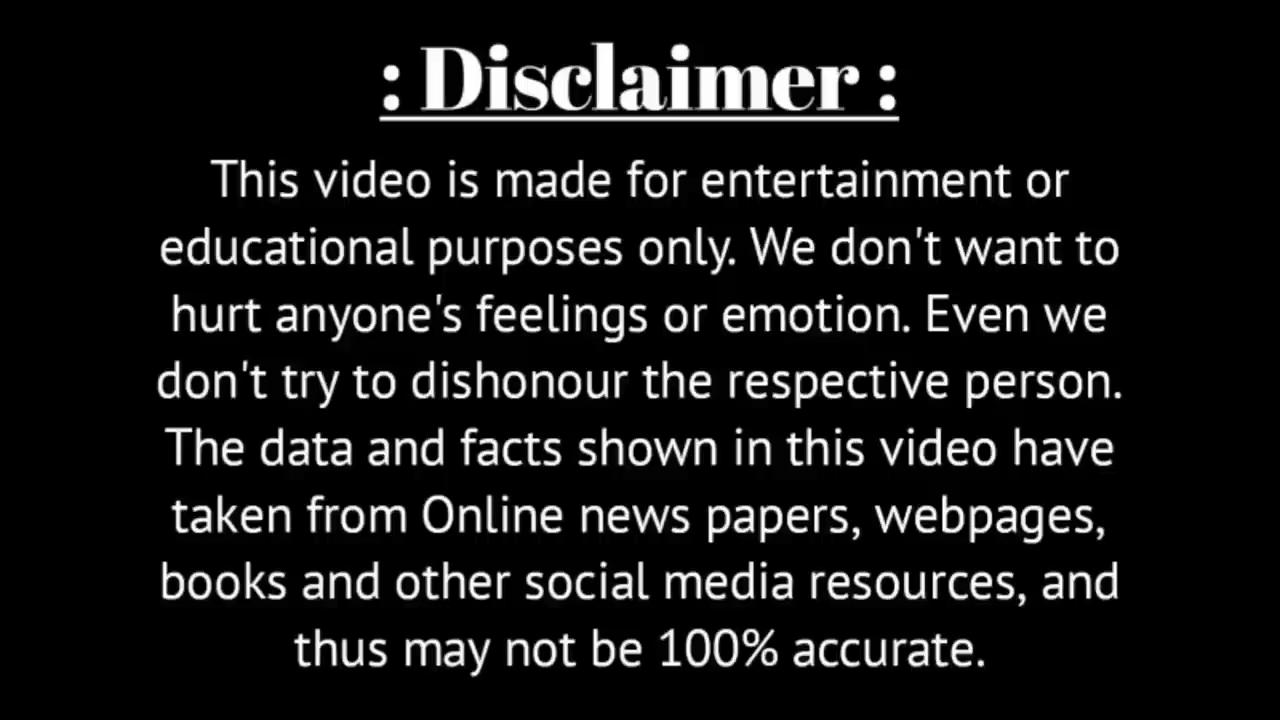 : Disclaimer :
This video is made for entertainment or
educational purposes only. We don't want to
hurt anyone's feelings or emotion. Even we
don't try to dishonour the respective person.
The data and facts shown in this video have
taken from Online news papers, webpages,
books and other social media resources, and
thus may not be 100% accurate.